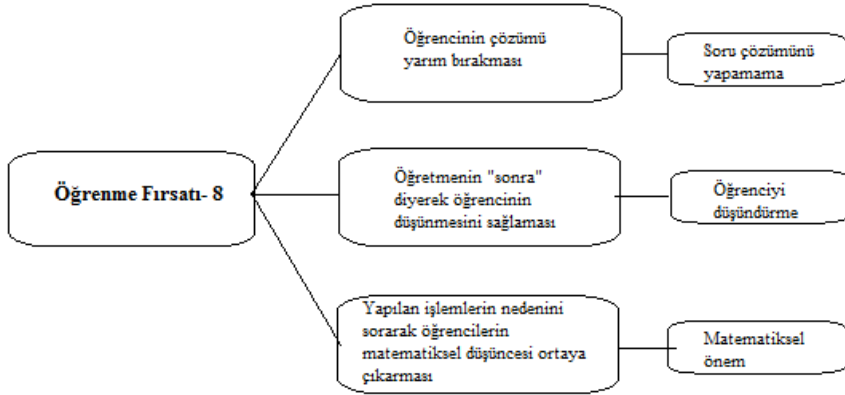 Öğrencinin çözümü
yarım bırakması
Soru çözümünü
yapamama
Öğrenme Fırsatı- 8
Öğretmenin "sonra"
diyerek öğrencinin
düşünmesini sağlaması
Öğrenciyi
düşündürme
Yapılan işlemlerin nedenini
sorarak öğrencilerin
matematiksel düşüncesi ortaya
çıkarması
Matematiksel
önem